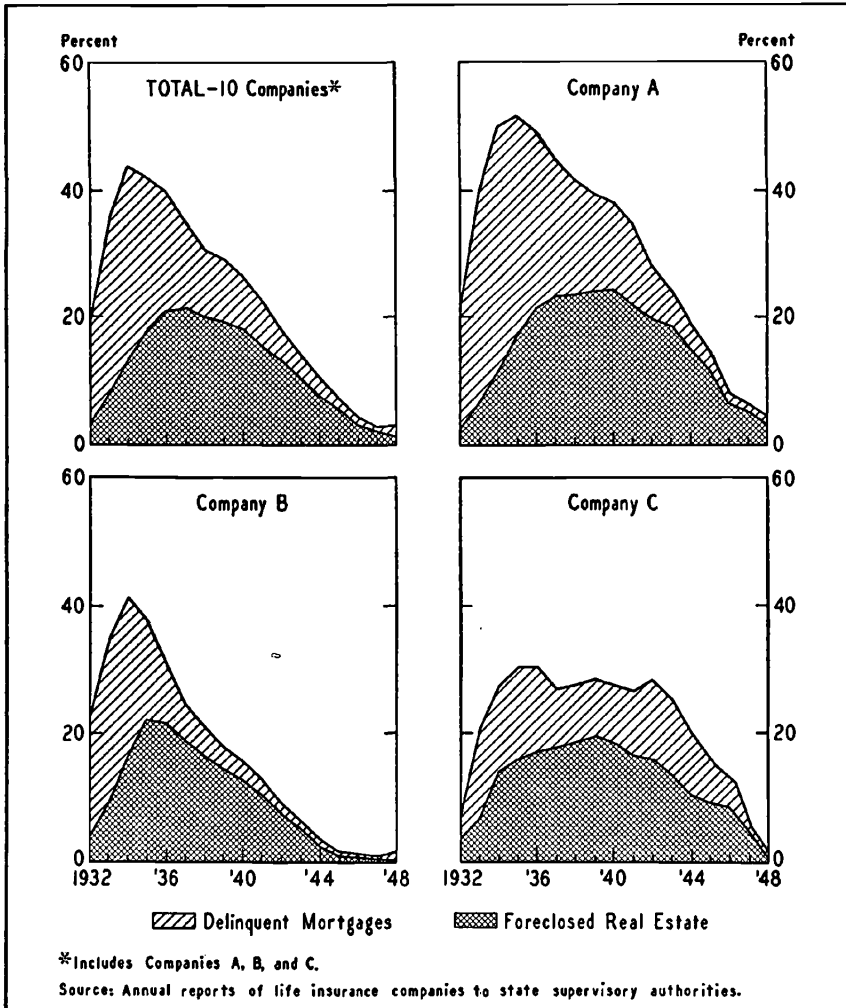 Percent Percent
60 60
TOTAL-10 Companies* Company A
40 40
20 20
0 0
60 60
Company B Company C
40 40
20 20
0 0
1932 '36 '40 '44 '48 1932 '36 '40 '44 '48
Delinquent Mortgages Foreclosed Real Estate
*Includes Companies A, B, and C.
Source: Annual reports of life insurance companies to state supervisory authorities.